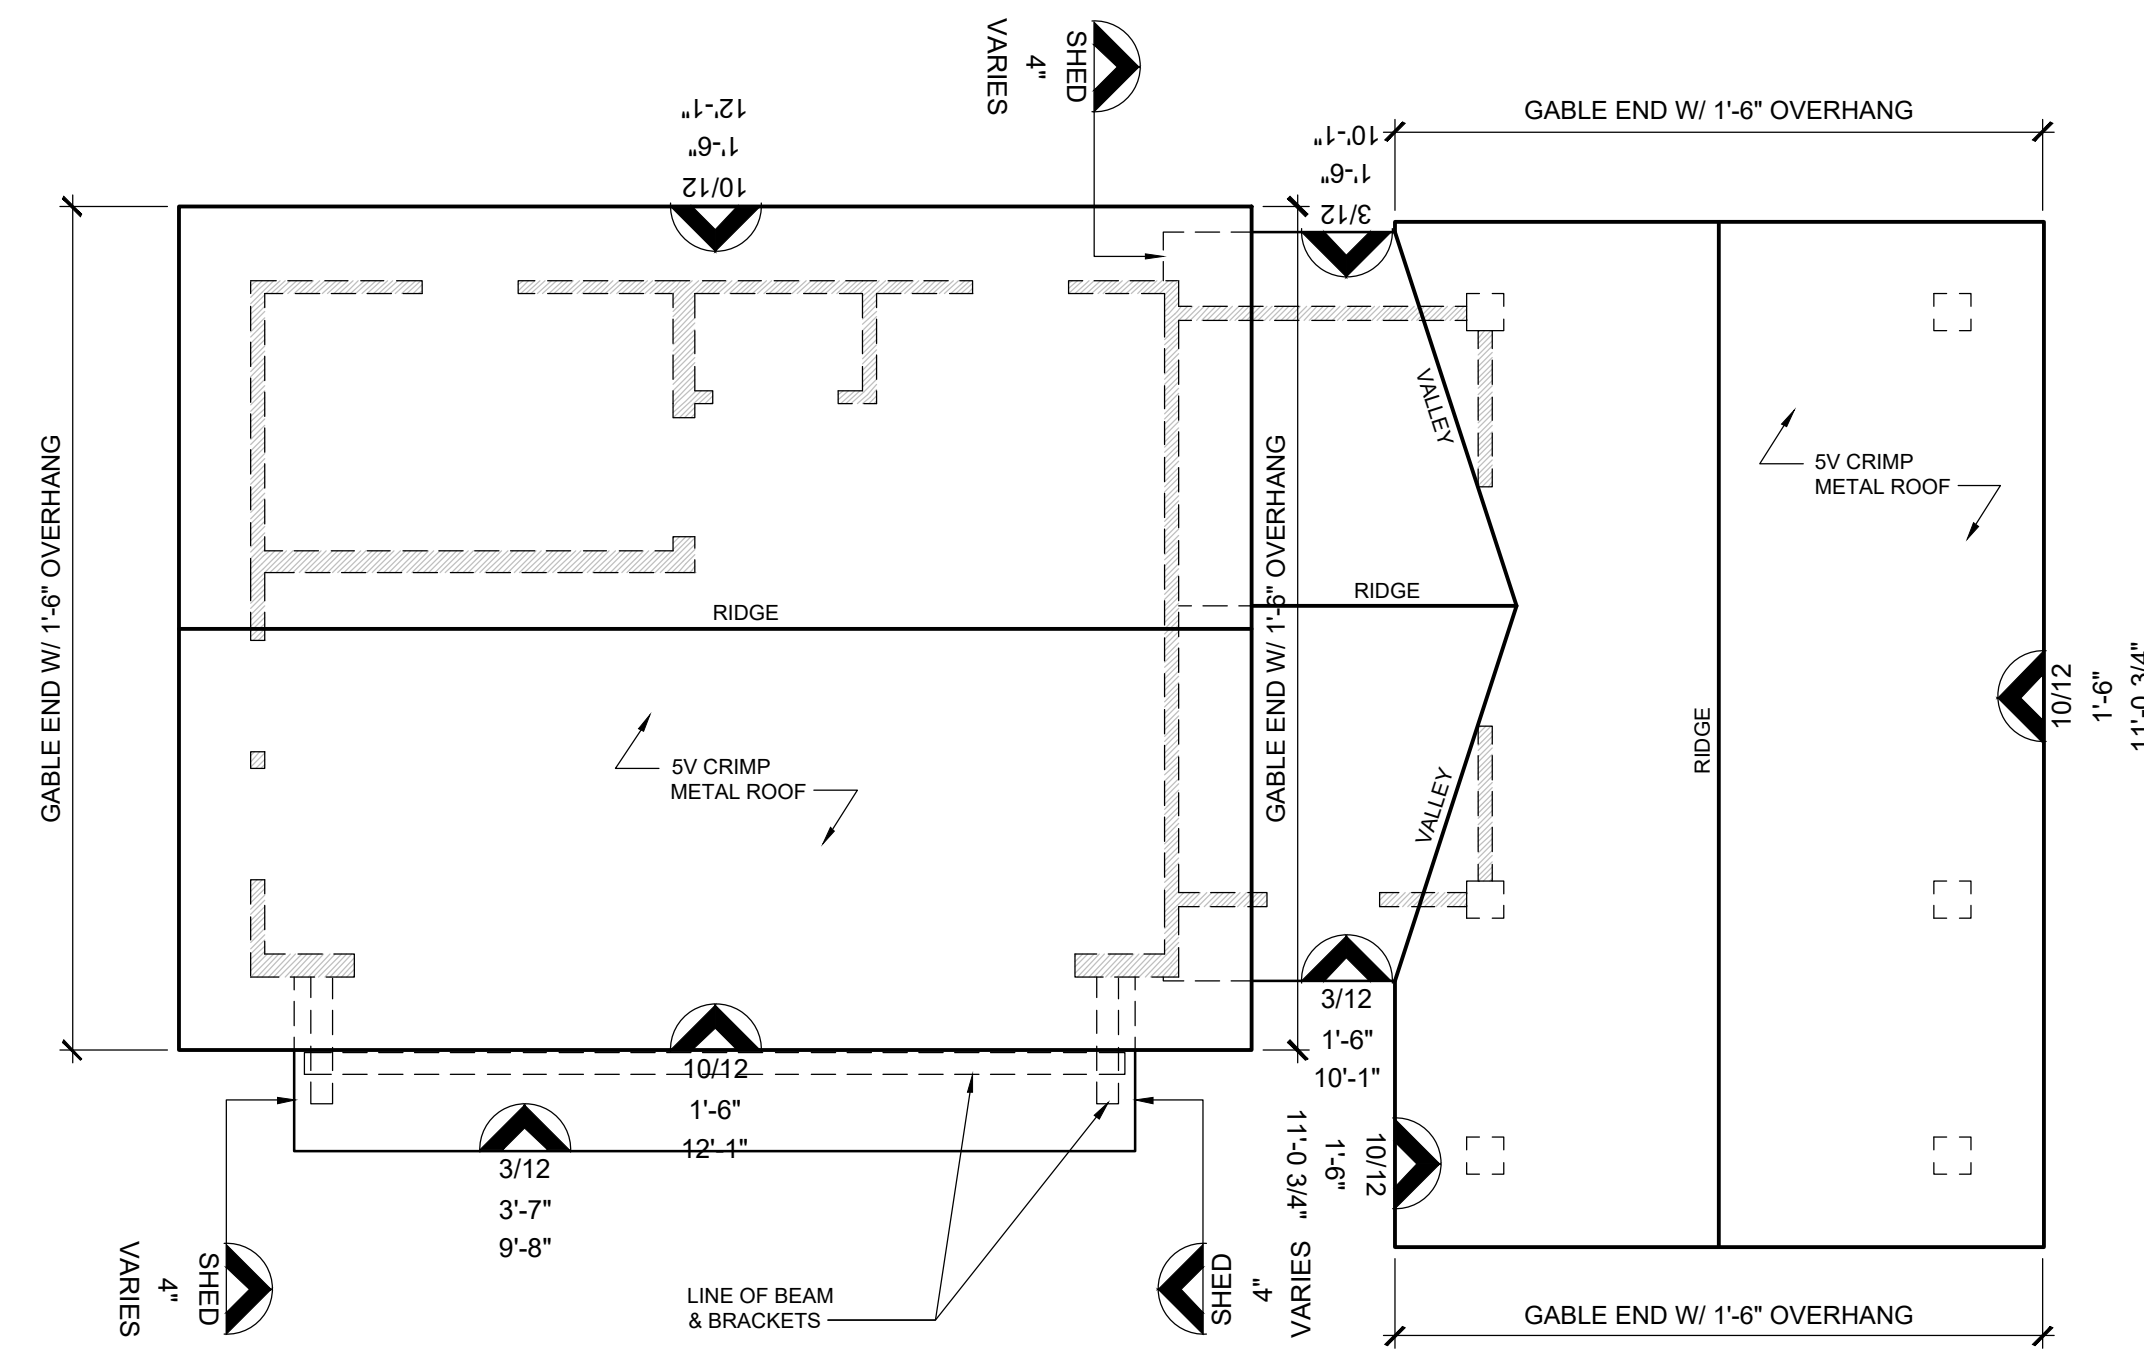 SHED
4"
VARIES
GABLE END W/ 1'-6" OVERHANG
10/12
1'-6"
12'-1"
3/12
1'-6"
10'-1"
GABLE END W/ 1'-6" OVERHANG
GABLE END W/ 1'-6" OVERHANG
VALLEY
5V CRIMP
METAL ROOF
RIDGE
RIDGE
RIDGE
10/12
1'-6"
11'-0 3/4"
5V CRIMP
METAL ROOF
VALLEY
3/12
1'-6"
10'-1"
10/12
1'-6"
12'-1"
10/12
1'-6"
11'-0 3/4"
3/12
3'-7"
9'-8"
SHED
4"
VARIES
LINE OF BEAM
& BRACKETS
SHED
4"
VARIES
GABLE END W/ 1'-6" OVERHANG